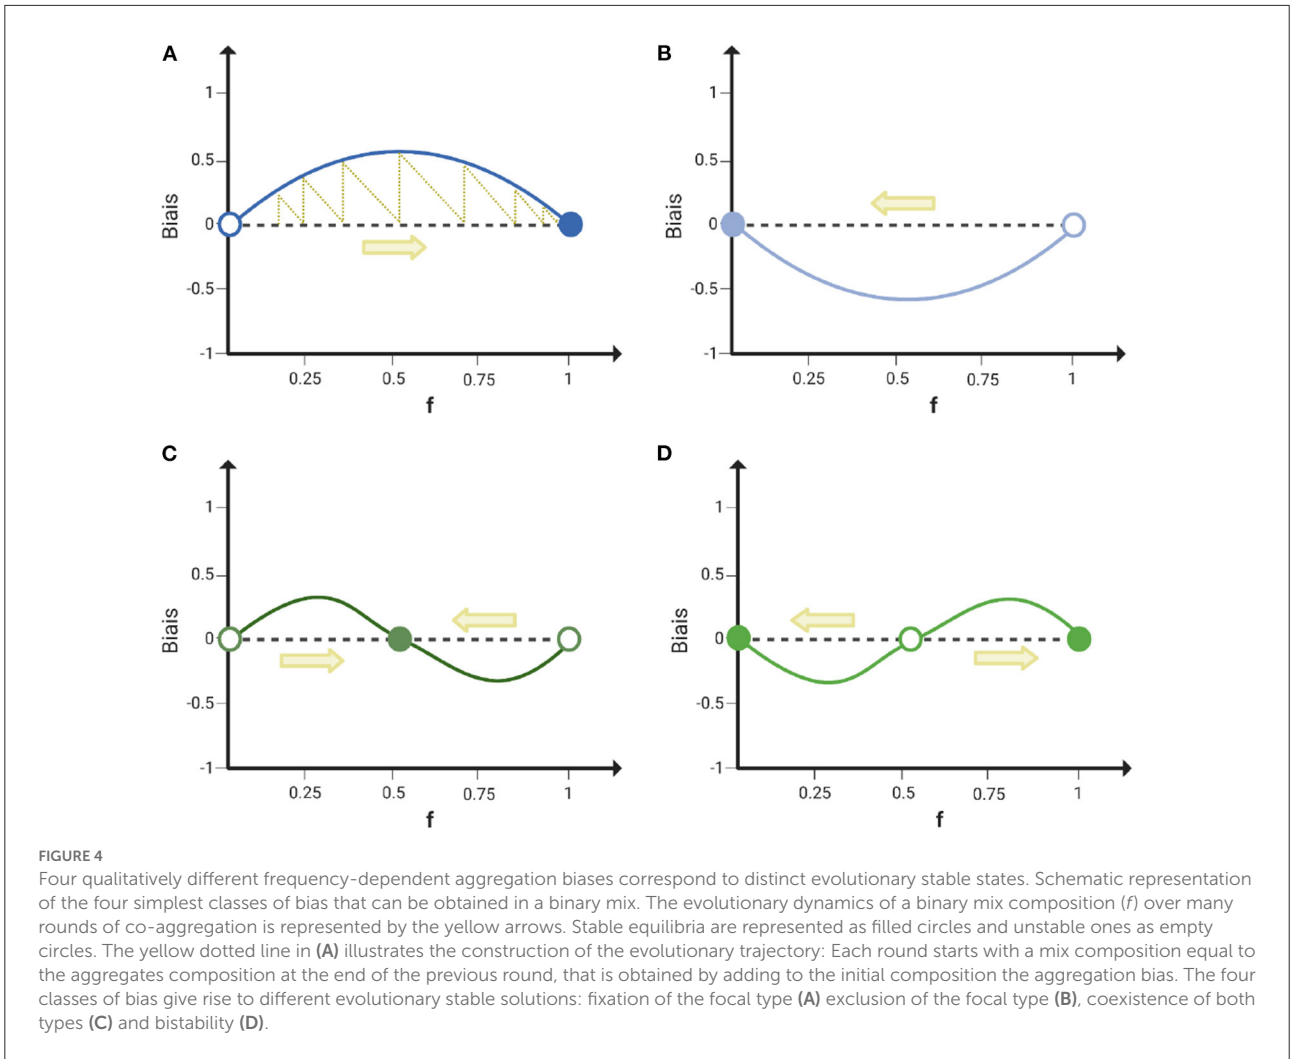 A
B
1
0.5
0
-0.5
-1
Biais
0.25
0.5
0.75
1
f
1
0.5
0
-0.5
-1
Biais
0.25
0.5
0.75
1
f
C
D
1
0.5
0
-0.5
-1
Biais
0.25
0.5
0.75
1
f
1
0.5
0
-0.5
-1
Biais
0.25
0.5
0.75
1
f
FIGURE 4
Four qualitatively different frequency-dependent aggregation biases correspond to distinct evolutionary stable states. Schematic representation
of the four simplest classes of bias that can be obtained in a binary mix. The evolutionary dynamics of a binary mix composition (f) over many
rounds of co-aggregation is represented by the yellow arrows. Stable equilibria are represented as filled circles and unstable ones as empty
circles. The yellow dotted line in (A) illustrates the construction of the evolutionary trajectory: Each round starts with a mix composition equal to
the aggregates composition at the end of the previous round, that is obtained by adding to the initial composition the aggregation bias. The four
classes of bias give rise to different evolutionary stable solutions: fixation of the focal type (A) exclusion of the focal type (B), coexistence of both
types (C) and bistability (D).